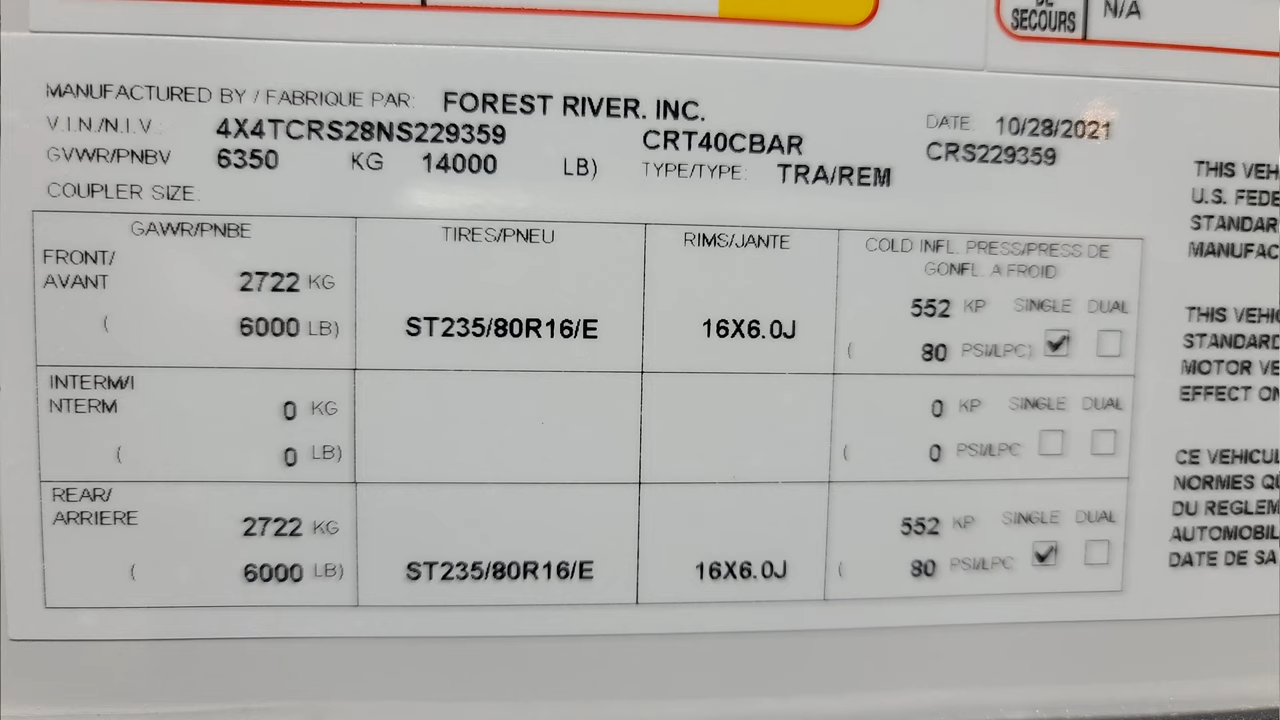 DE
SECOURS N/A
MANUFACTURED BY / FABRIQUE PAR: FOREST RIVER. INC.
V.I.N./N.I.V.: 4X4TCRS28NS229359 CRT40CBAR DATE: 10/28/2021
GVWR/PNBV 6350 KG 14000 LB) TYPE/TYPE: TRA/REM CRS229359
COUPLER SIZE:
GAWR/PNBE TIRES/PNEU RIMS/JANTE COLD INFL. PRESS/PRESS DE
GONFL. A FROID
FRONT/
AVANT 2722 KG 552 KP SINGLE DUAL
( 6000 LB) ST235/80R16/E 16X6.0J ( 80 PSI/LPC)
INTERM/I
NTERM 0 KG 0 KP SINGLE DUAL
( 0 LB) ( 0 PSI/LPC
REAR/
ARRIERE 2722 KG 552 KP SINGLE DUAL
( 6000 LB) ST235/80R16/E 16X6.0J ( 80 PSI/LPC
THIS VEH
U.S. FEDE
STANDAR
MANUFAC
THIS VEHIC
STANDARD
MOTOR VE
EFFECT ON
CE VEHICUL
NORMES QU
DU REGLEM
AUTOMOBIL
DATE DE SA